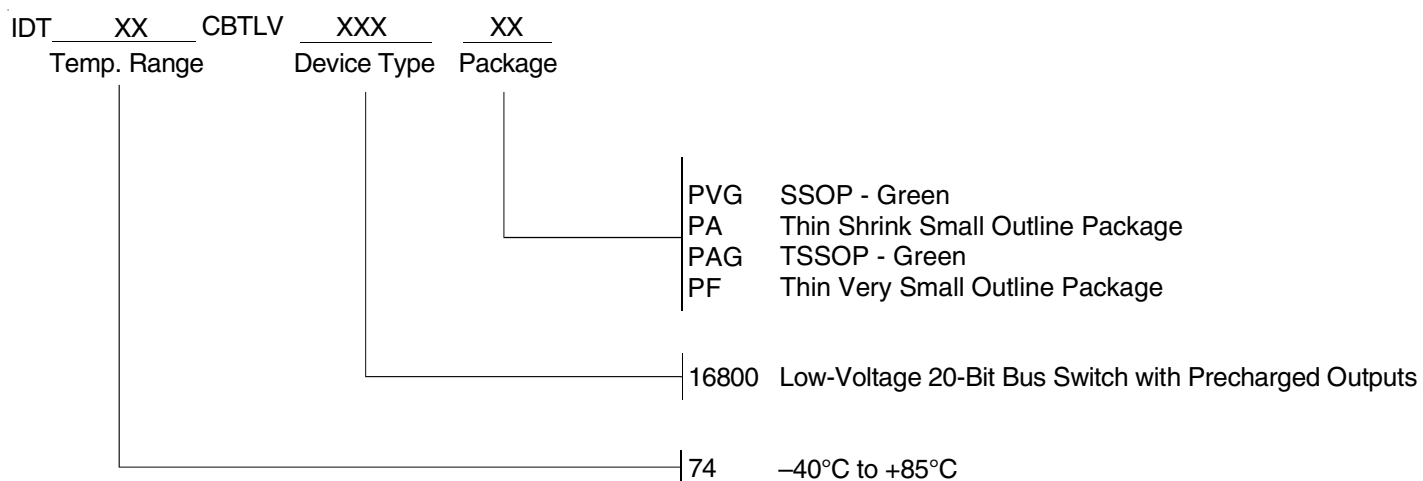 IDT XX CBTLV XXX XX
Temp. Range Device Type Package
PVG SSOP - Green
PA Thin Shrink Small Outline Package
PAG TSSOP - Green
PF Thin Very Small Outline Package
16800 Low-Voltage 20-Bit Bus Switch with Precharged Outputs
74 –40°C to +85°C